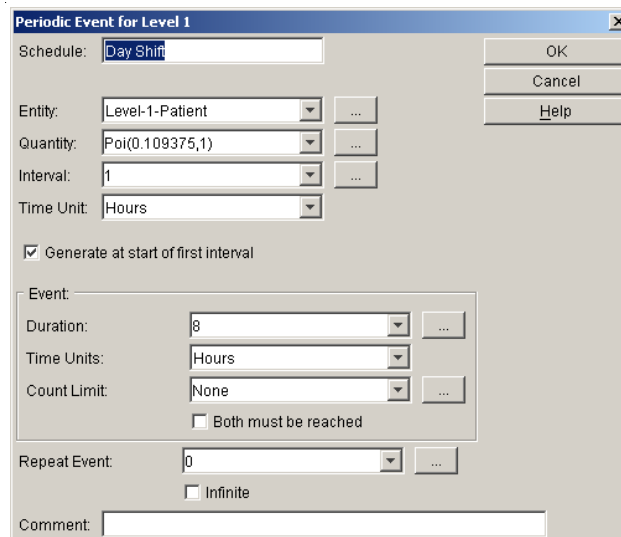 Periodic Event for Level 1
Schedule: Day Shift OK
Cancel
Entity: Level-1-Patient ... Help
Quantity: Poi(0.109375,1) ...
Interval: 1 ...
Time Unit: Hours
Generate at start of first interval
Event:
Duration: 8 ...
Time Units: Hours
Count Limit: None ...
Both must be reached
Repeat Event: 0 ...
Infinite
Comment: